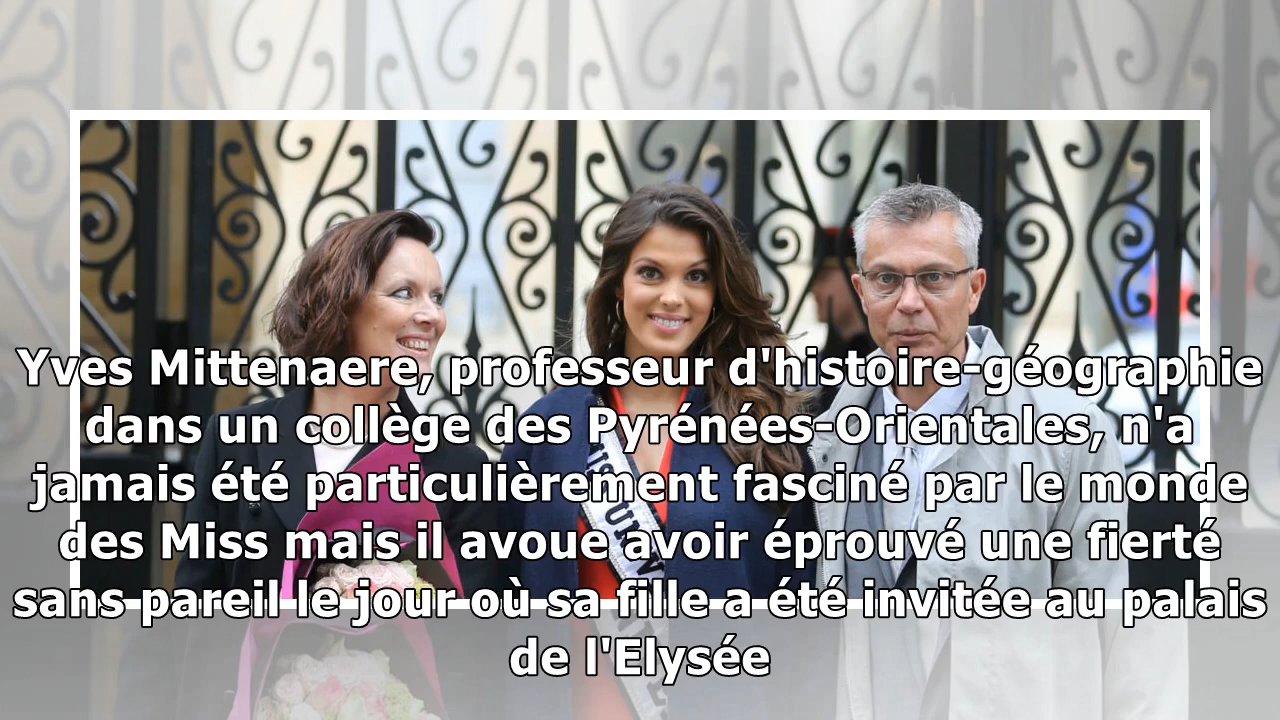 Yves Mittenaere, professeur d'histoire-géographie
dans un collège des Pyrénées-Orientales, n'a
jamais été particulièrement fasciné par le monde
des Miss mais il avoue avoir éprouvé une fierté
sans pareil le jour où sa fille a été invitée au palais
de l'Elysée